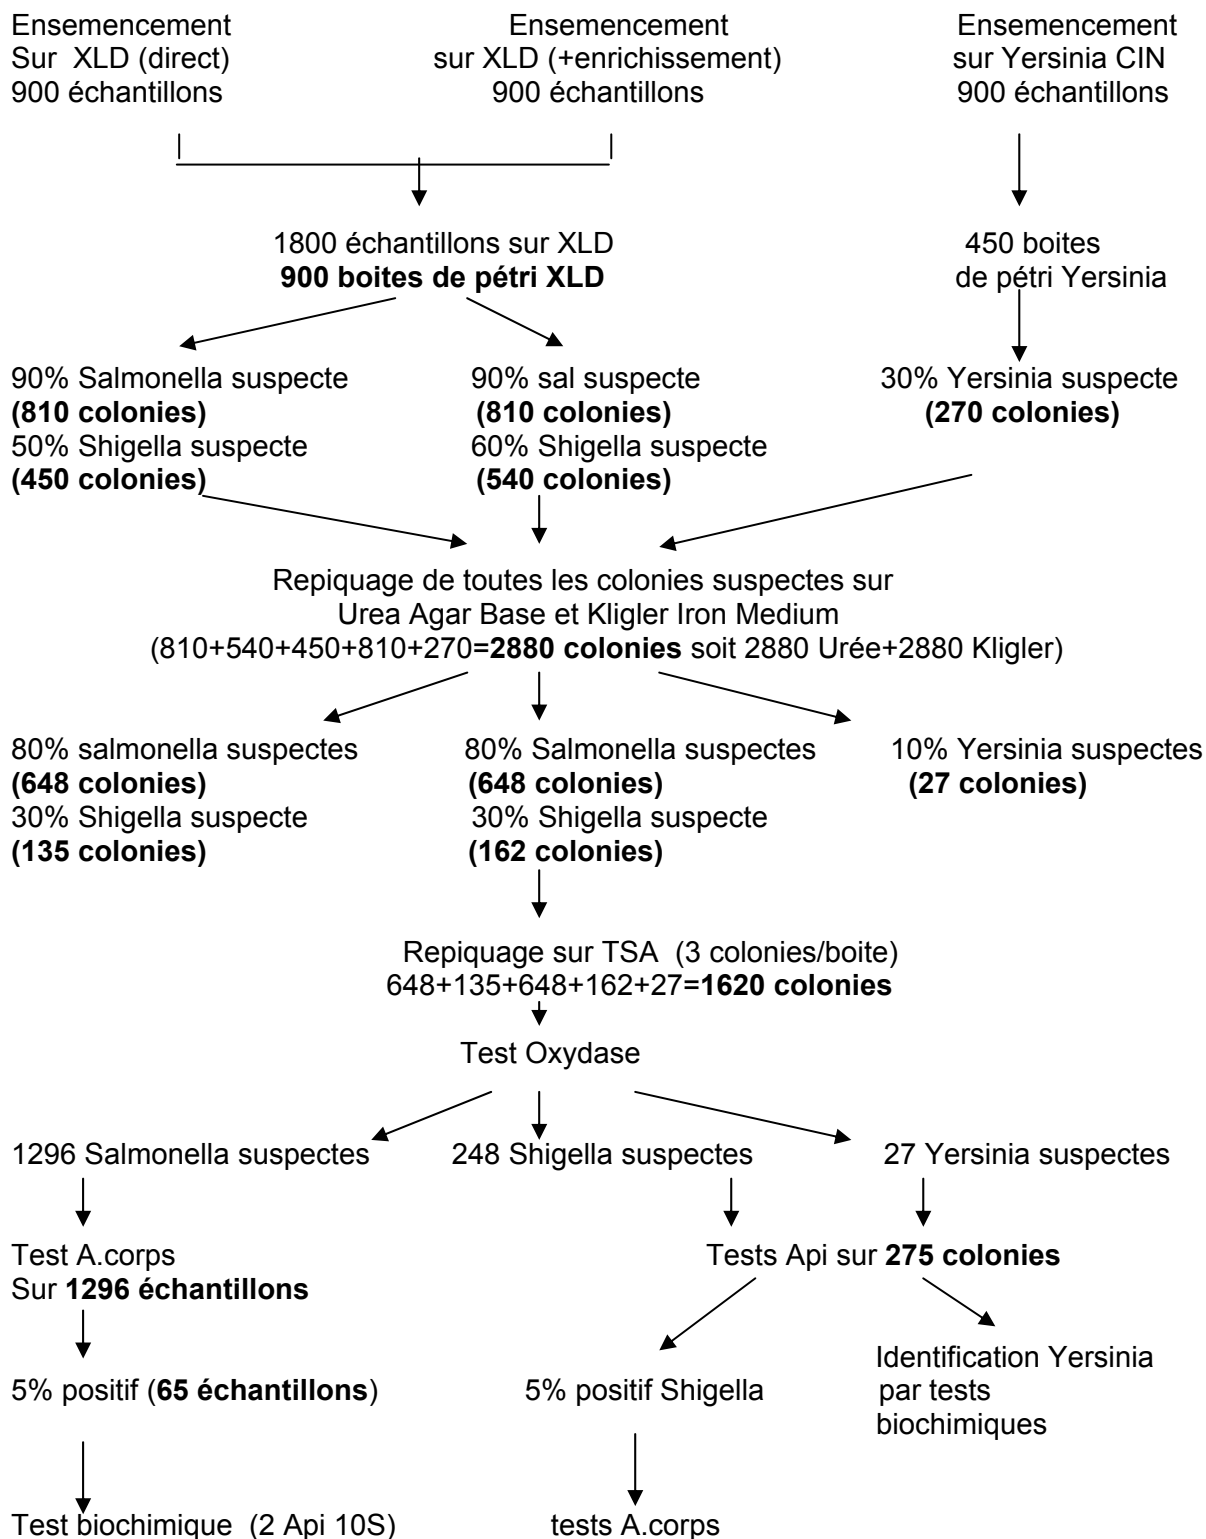 Ensemencement
Sur XLD (direct)
900 échantillons
Ensemencement
sur XLD (+enrichissement)
900 échantillons
Ensemencement
sur Yersinia CIN
900 échantillons
1800 échantillons sur XLD
900 boites de pétri XLD
450 boites
de pétri Yersinia
90% Salmonella suspecte
(810 colonies)
50% Shigella suspecte
(450 colonies)
90% sal suspecte
(810 colonies)
60% Shigella suspecte
(540 colonies)
30% Yersinia suspecte
(270 colonies)
Repiquage de toutes les colonies suspectes sur
Urea Agar Base et Kligler Iron Medium
(810+540+450+810+270=2880 colonies soit 2880 Urée+2880 Kligler)
80% salmonella suspectes
(648 colonies)
30% Shigella suspecte
(135 colonies)
80% Salmonella suspectes
(648 colonies)
30% Shigella suspecte
(162 colonies)
10% Yersinia suspectes
(27 colonies)
Repiquage sur TSA (3 colonies/boite)
648+135+648+162+27=1620 colonies
Test Oxydase
1296 Salmonella suspectes
248 Shigella suspectes
27 Yersinia suspectes
Test A.corps
Sur 1296 échantillons
Tests Api sur 275 colonies
5% positif (65 échantillons)
5% positif Shigella
Identification Yersinia
par tests
biochimiques
Test biochimique (2 Api 10S)
tests A.corps